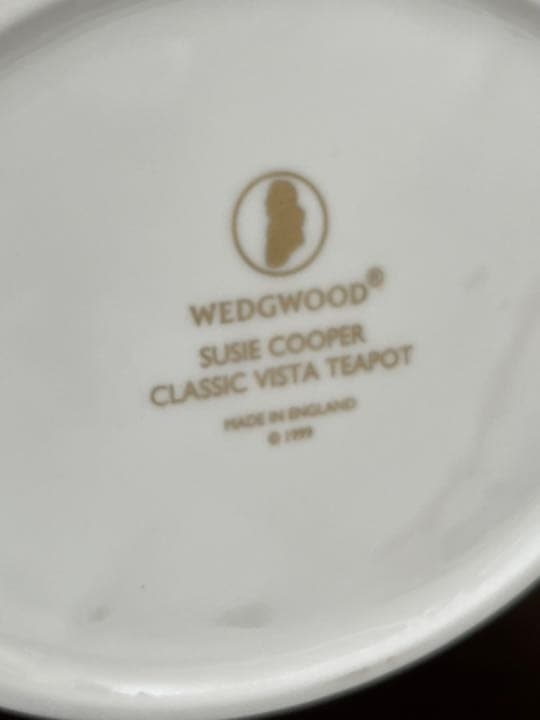 WEDGWOOD®
SUSIE COOPER
CLASSIC VISTA TEAPOT
MADE IN ENGLAND
© 1999